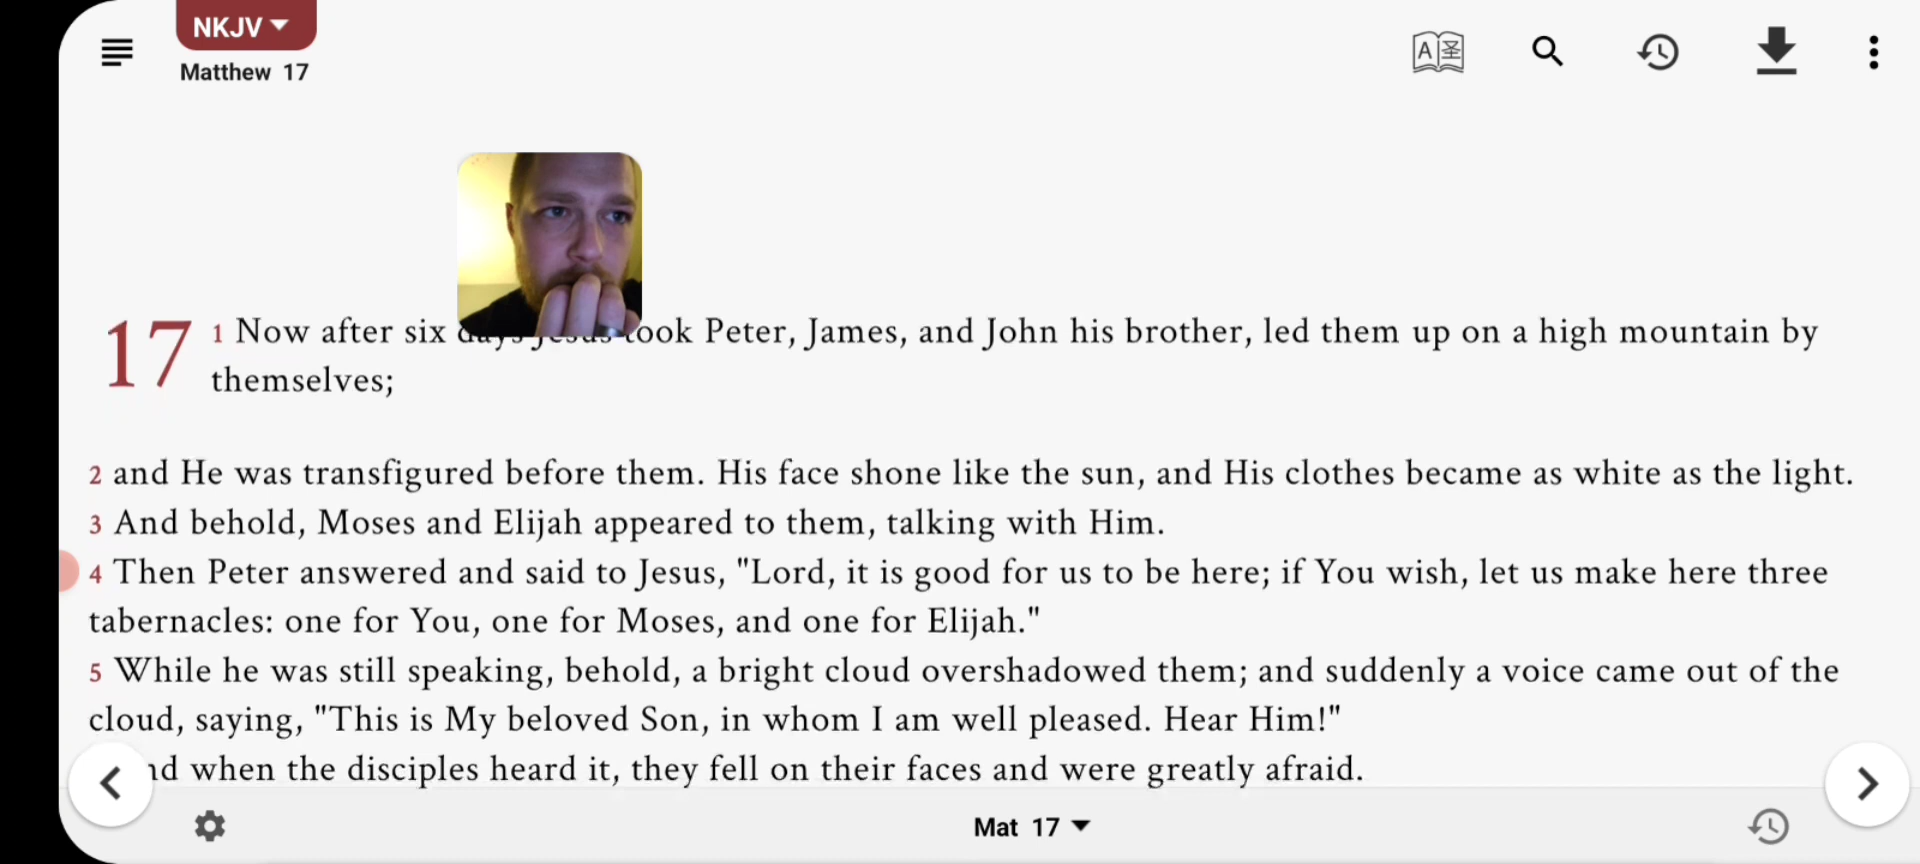 NKJV
Matthew 17
A 圣
17 1 Now after six days Jesus took Peter, James, and John his brother, led them up on a high mountain by
themselves;
2 and He was transfigured before them. His face shone like the sun, and His clothes became as white as the light.
3 And behold, Moses and Elijah appeared to them, talking with Him.
4 Then Peter answered and said to Jesus, "Lord, it is good for us to be here; if You wish, let us make here three
tabernacles: one for You, one for Moses, and one for Elijah."
5 While he was still speaking, behold, a bright cloud overshadowed them; and suddenly a voice came out of the
cloud, saying, "This is My beloved Son, in whom I am well pleased. Hear Him!"
nd when the disciples heard it, they fell on their faces and were greatly afraid.
Mat 17